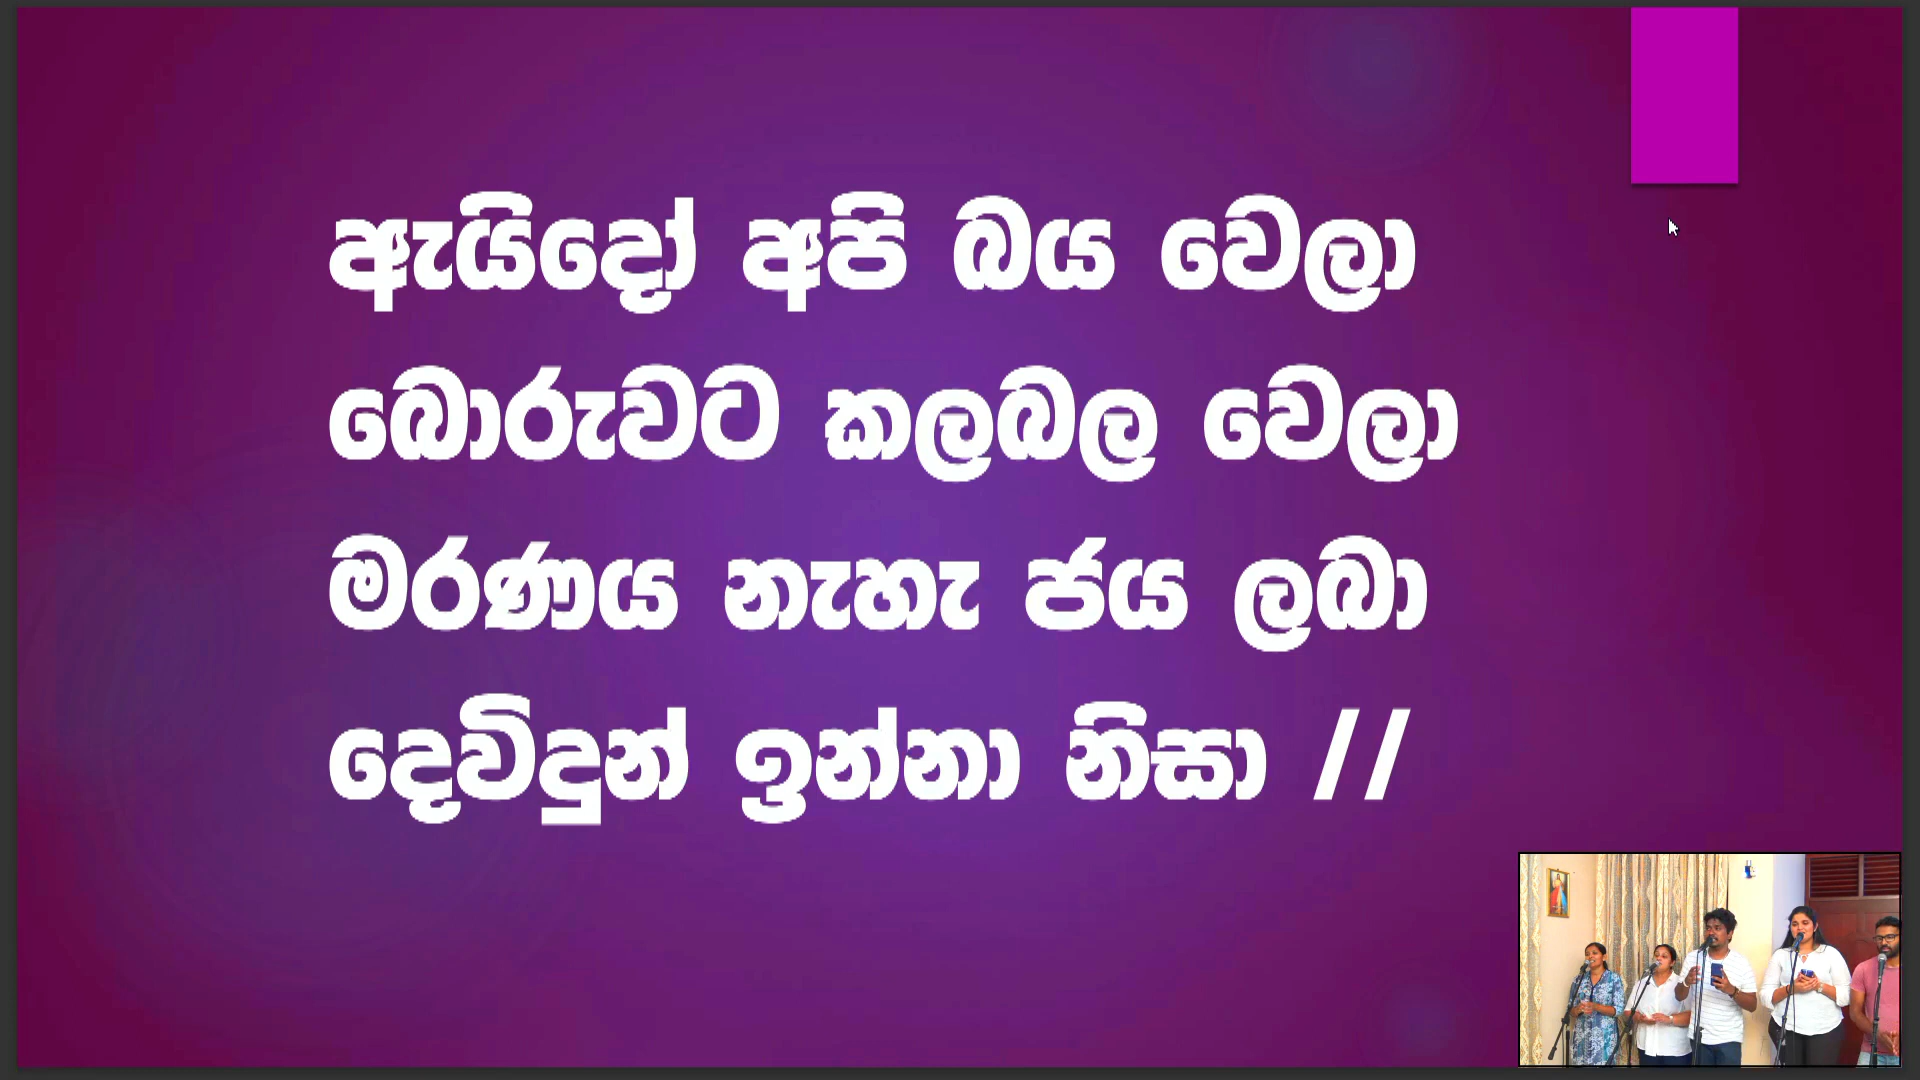 ඇයිදෝ අපි බය වෙලා
බොරුවට කලබල වෙලා
මරණය නැහැ ජය ලබා
දෙවිදුන් ඉන්නා නිසා //